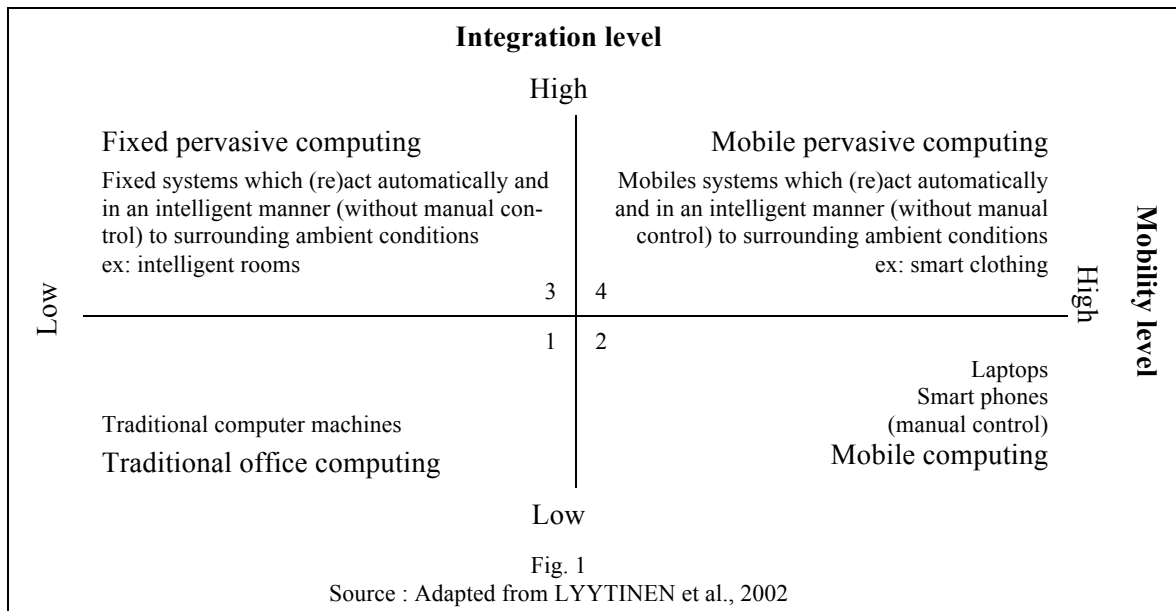 Integration level
High
Fixed pervasive computing
Fixed systems which (re)act automatically and
in an intelligent manner (without manual con-
trol) to surrounding ambient conditions
ex: intelligent rooms
3
Mobile pervasive computing
Mobiles systems which (re)act automatically
and in an intelligent manner (without manual
control) to surrounding ambient conditions
ex: smart clothing
4
Low
High
Mobility level
1
Traditional computer machines
Traditional office computing
2
Laptops
Smart phones
(manual control)
Mobile computing
Low
Fig. 1
Source : Adapted from LYYTINEN et al., 2002